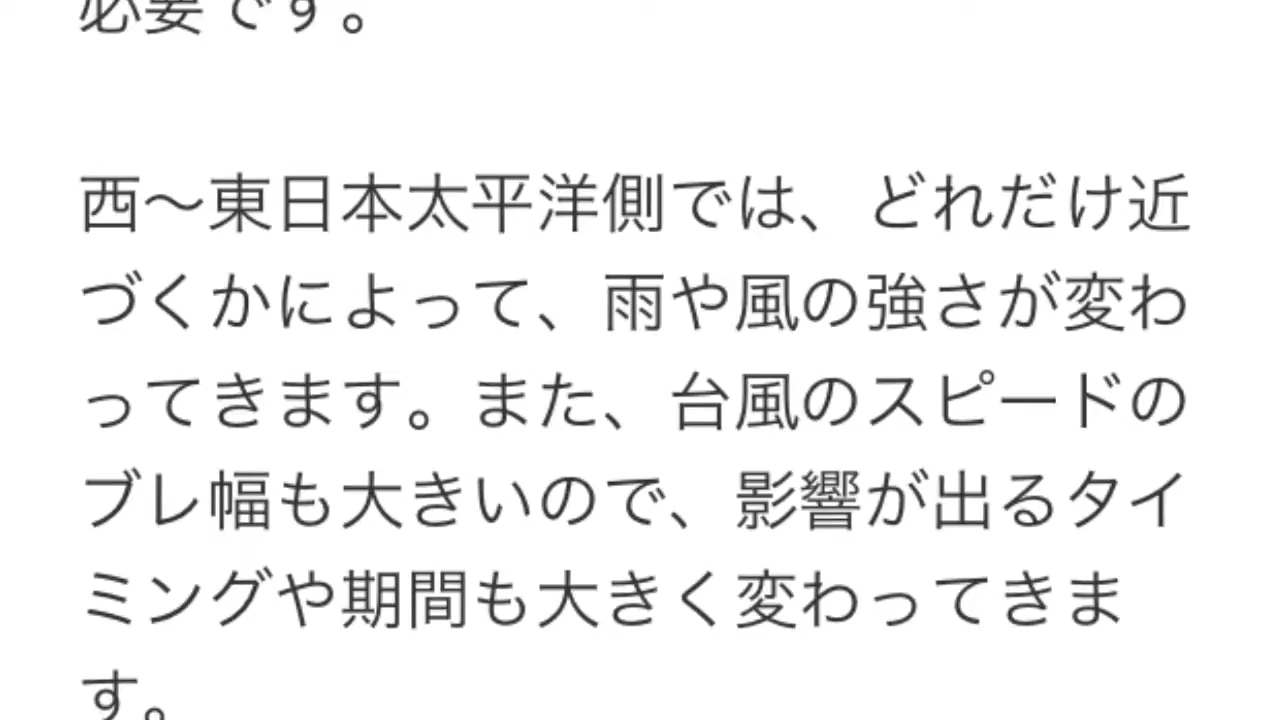 必要です。
西〜東日本太平洋側では、どれだけ近
づくかによって、雨や風の強さが変わ
ってきます。また、台風のスピードの
ブレ幅も大きいので、影響が出るタイ
ミングや期間も大きく変わってきま
す。